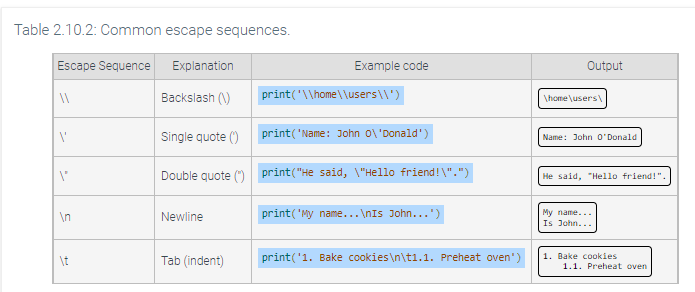 Table 2.10.2: Common escape sequences.
Escape Sequence Explanation Example code Output
\\ Backslash (\) print('\\home\\users\\') \home\users\
\' Single quote (') print('Name: John O\'Donald') Name: John O'Donald
\" Double quote (") print("He said, \"Hello friend!\".") He said, "Hello friend!".
\n Newline print('My name...\nIs John...') My name...
Is John...
\t Tab (indent) print('1. Bake cookies\n\t1.1. Preheat oven') 1. Bake cookies
1.1. Preheat oven